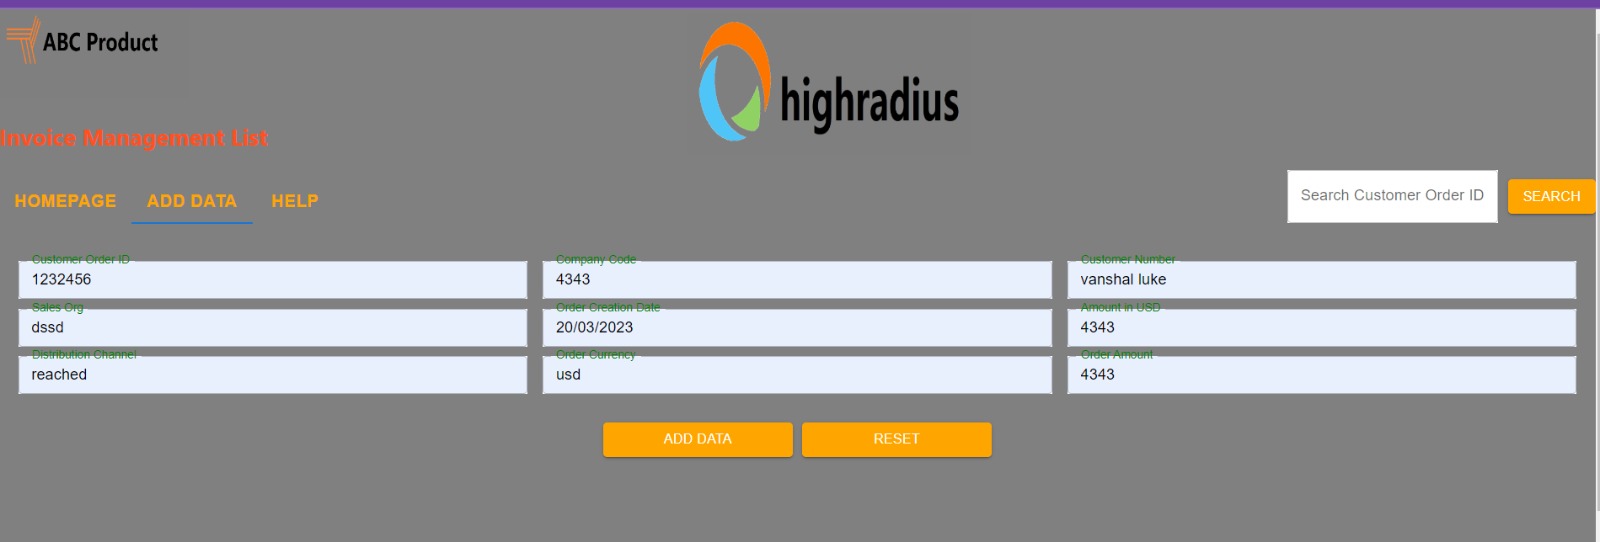 ABC Product
highradius
Invoice Management List
HOMEPAGE ADD DATA HELP
Search Customer Order ID SEARCH
Customer Order ID Company Code Customer Number
1232456 4343 vanshal luke
Sales Org Order Creation Date Amount in USD
dssd 20/03/2023 4343
Distribution Channel Order Currency Order Amount
reached usd 4343
ADD DATA RESET